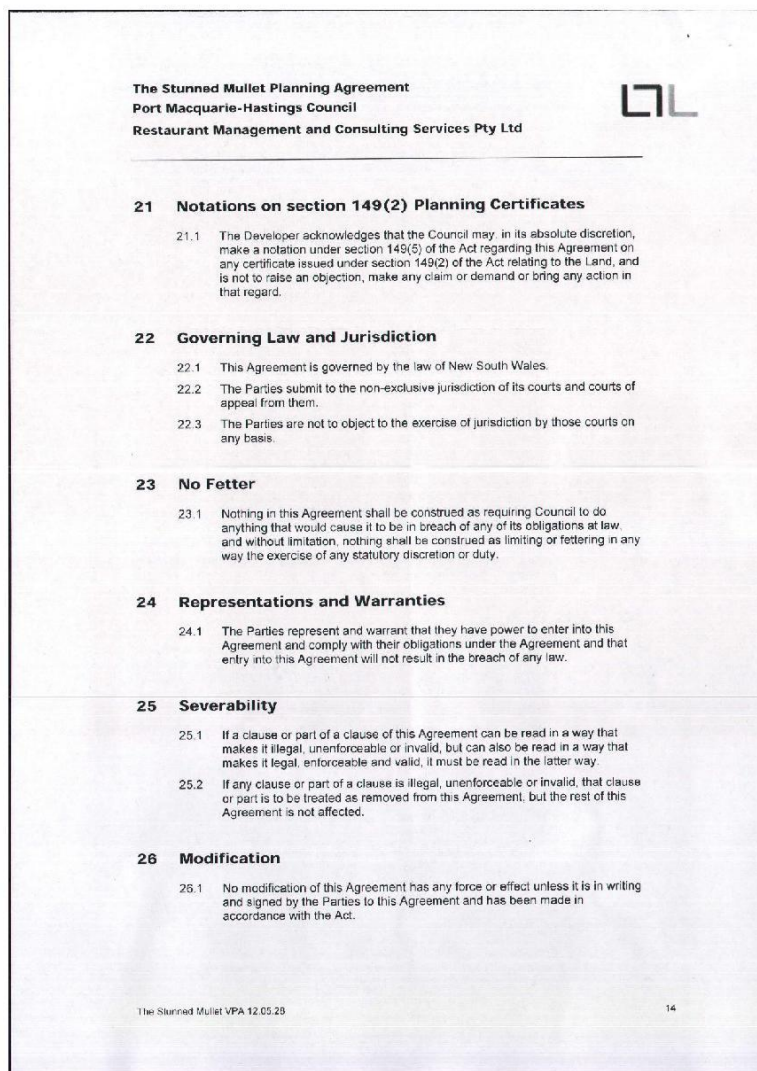 The Stunned Mullet Planning Agreement
Port Macquarie-Hastings Council
Restaurant Management and Consulting Services Pty Ltd
21 Notations on section 149(2) Planning Certificates
21.1 The Developer acknowledges that the Council may, in its absolute discretion,
make a notation under section 149(5) of the Act regarding this Agreement on
any certificate issued under section 149(2) of the Act relating to the Land, and
is not to raise an objection, make any claim or demand or bring any action in
that regard.
22 Governing Law and Jurisdiction
22.1 This Agreement is governed by the law of New South Wales.
22.2 The Parties submit to the non-exclusive jurisdiction of its courts and courts of
appeal from them.
22.3 The Parties are not to object to the exercise of jurisdiction by those courts on
any basis.
23 No Fetter
23.1 Nothing in this Agreement shall be construed as requiring Council to do
anything that would cause it to be in breach of any of its obligations at law,
and without limitation, nothing shall be construed as limiting or fettering in any
way the exercise of any statutory discretion or duty.
24 Representations and Warranties
24.1 The Parties represent and warrant that they have power to enter into this
Agreement and comply with their obligations under the Agreement and that
entry into this Agreement will not result in the breach of any law.
25 Severability
25.1 If a clause or part of a clause of this Agreement can be read in a way that
makes it illegal, unenforceable or invalid, but can also be read in a way that
makes it legal, enforceable and valid, it must be read in the latter way.
25.2 If any clause or part of a clause is illegal, unenforceable or invalid, that clause
or part is to be treated as removed from this Agreement, but the rest of this
Agreement is not affected.
26 Modification
26.1 No modification of this Agreement has any force or effect unless it is in writing
and signed by the Parties to this Agreement and has been made in
accordance with the Act.
The Stunned Mullet VPA 12.05.28
14